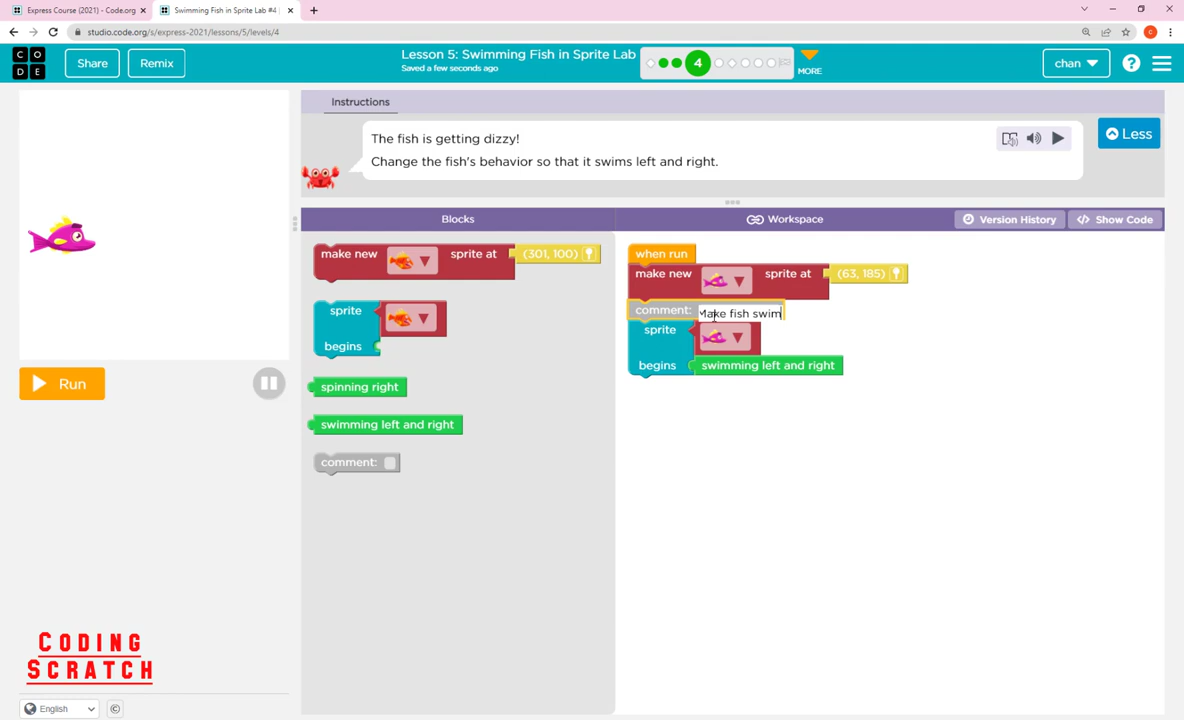 Express Course (2021) - Code.org
Swimming Fish in Sprite Lab #4
studio.code.org/s/express-2021/lessons/5/levels/4
c
C O
D E
Share
Remix
Lesson 5: Swimming Fish in Sprite Lab
Saved a few seconds ago
4
MORE
chan
?
Instructions
The fish is getting dizzy!
Change the fish's behavior so that it swims left and right.
Less
Blocks
Workspace
Version History
Show Code
make new sprite at (301, 100)
sprite
begins
spinning right
swimming left and right
comment:
when run
make new sprite at (63, 185)
comment: Make fish swim
sprite
begins swimming left and right
Run
CODING
SCRATCH
English
©